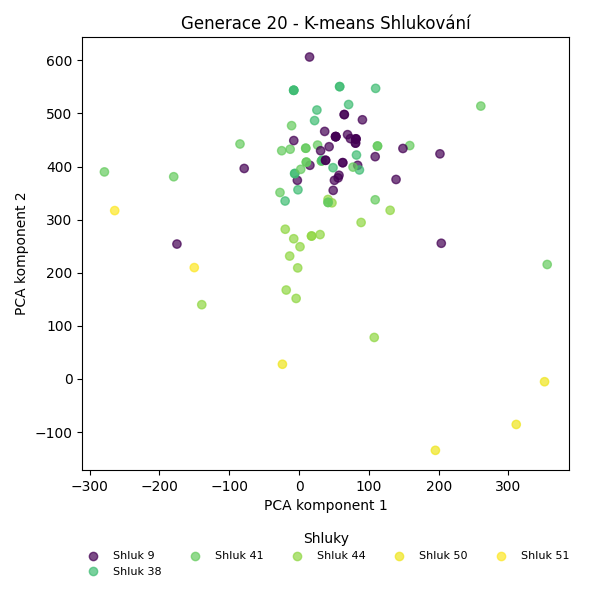 Generace 20 - K-means Shlukování
600
500
400
300
200
100
0
−100
PCA komponent 2
−300 −200 −100 0 100 200 300
PCA komponent 1
Shluky
Shluk 9 Shluk 41 Shluk 44 Shluk 50 Shluk 51
Shluk 38